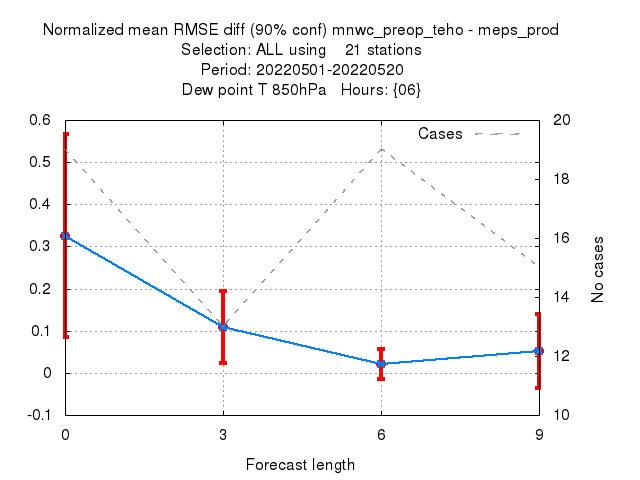 Normalized mean RMSE diff (90% conf) mnwc_preop_teho - meps_prod
Selection: ALL using    21 stations
Period: 20220501-20220520
Dew point T 850hPa   Hours: {06}
Cases
0.6
0.5
0.4
0.3
0.2
0.1
0
-0.1
20
18
16
14
12
10
No cases
0 3 6 9
Forecast length